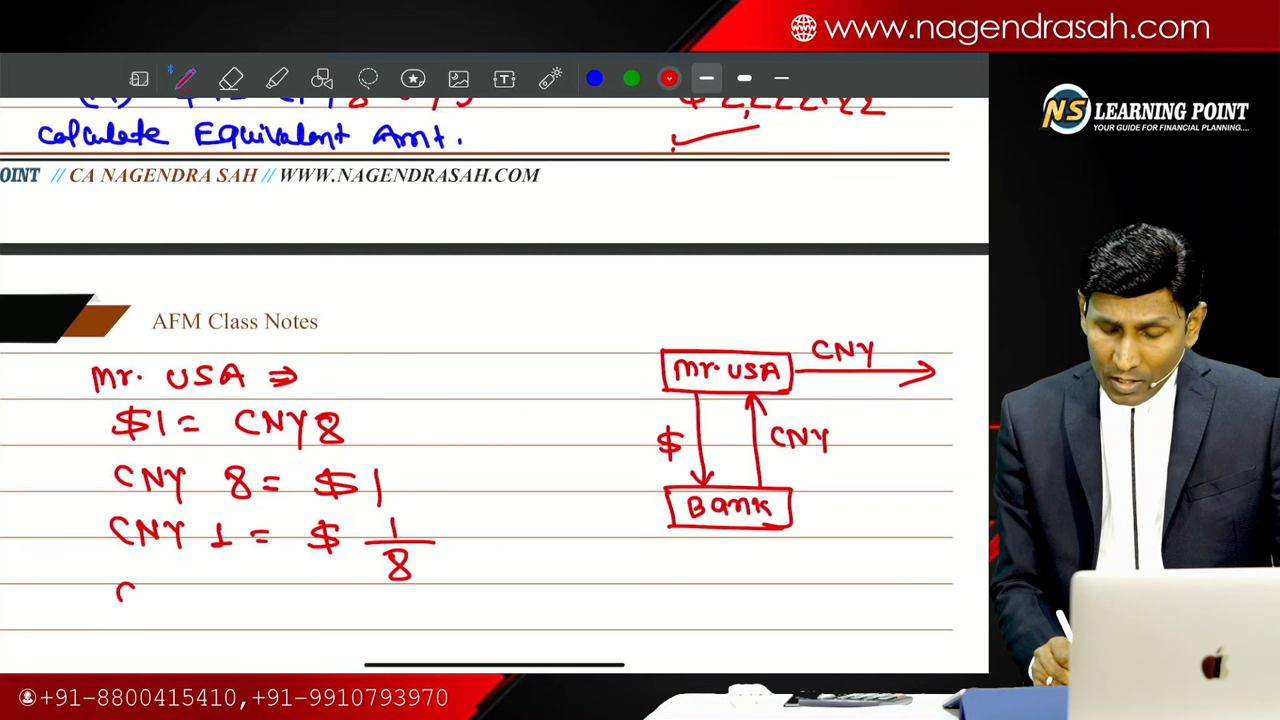 www.nagendrasah.com
NS LEARNING POINT
YOUR GUIDE FOR FINANCIAL PLANNING....
Calculate Equivalent Amt.
OINT // CA NAGENDRA SAH // WWW.NAGENDRASAH.COM
AFM Class Notes
Mr. USA ⇒
$1 = CNY 8
CNY 8 = $1
CNY 1 = $ 1/8
Mr. USA
CNY
$
CNY
Bank
+91-8800415410,+91-9910793970